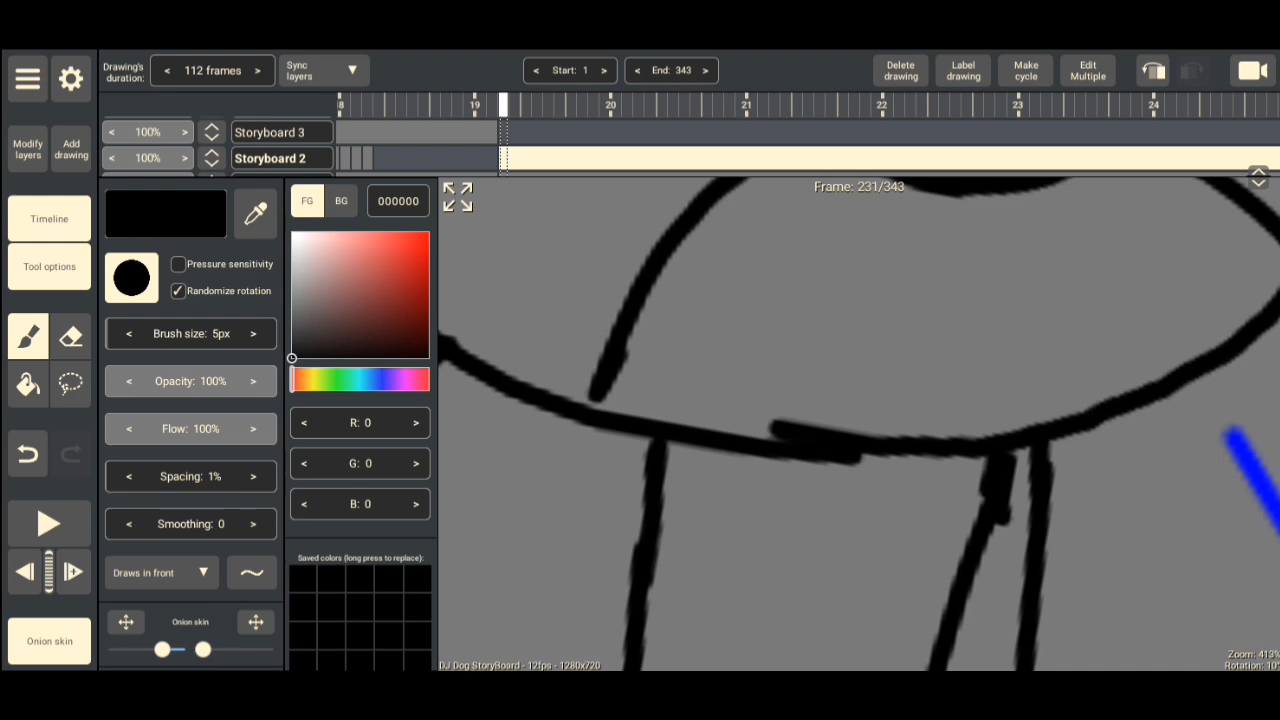 Drawing's duration:
< 112 frames >
Sync layers
< Start: 1 >
< End: 343 >
Delete drawing
Label drawing
Make cycle
Edit Multiple
8 19 20 21 22 23 24
Modify layers
Add drawing
< 100% >
Storyboard 3
< 100% >
Storyboard 2
Frame: 231/343
Timeline
Tool options
FG
BG
000000
Pressure sensitivity
Randomize rotation
< Brush size: 5px >
< Opacity: 100% >
< Flow: 100% >
< Spacing: 1% >
< Smoothing: 0 >
< R: 0 >
< G: 0 >
< B: 0 >
Saved colors (long press to replace):
Draws in front
Onion skin
Onion skin
DJ Dog StoryBoard - 12fps - 1280x720
Zoom: 413%
Rotation: 10°